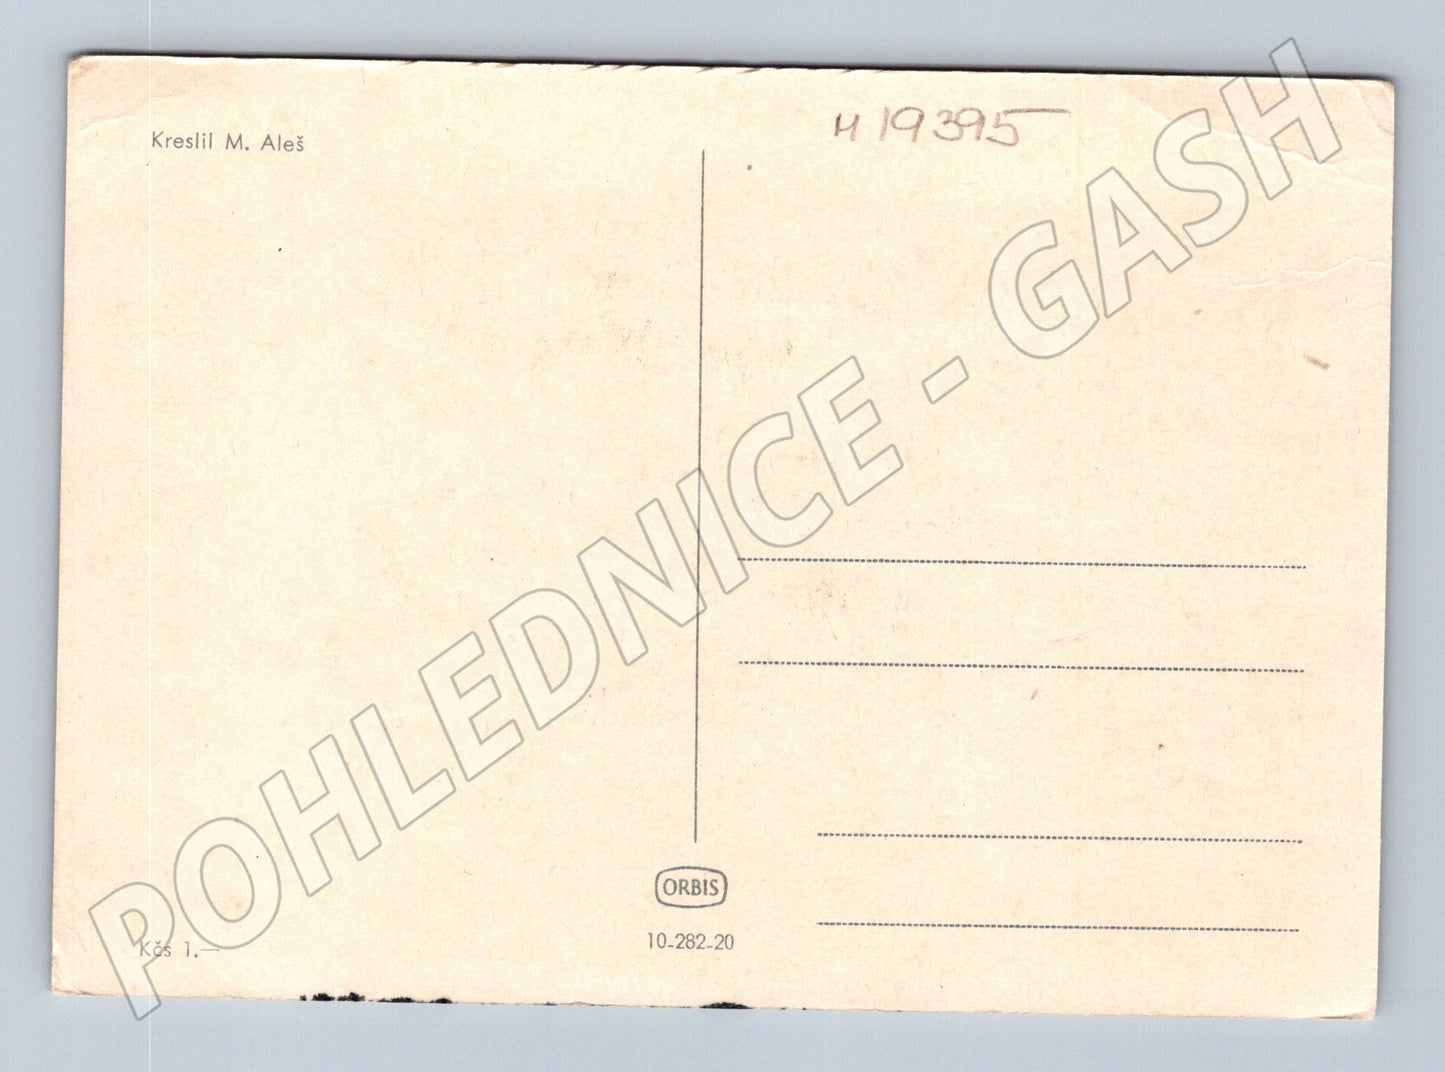 Kreslil M. Aleš
H 19395
POHLEDNICE - GASH
ORBIS
10-282-20
Kčs 1.—